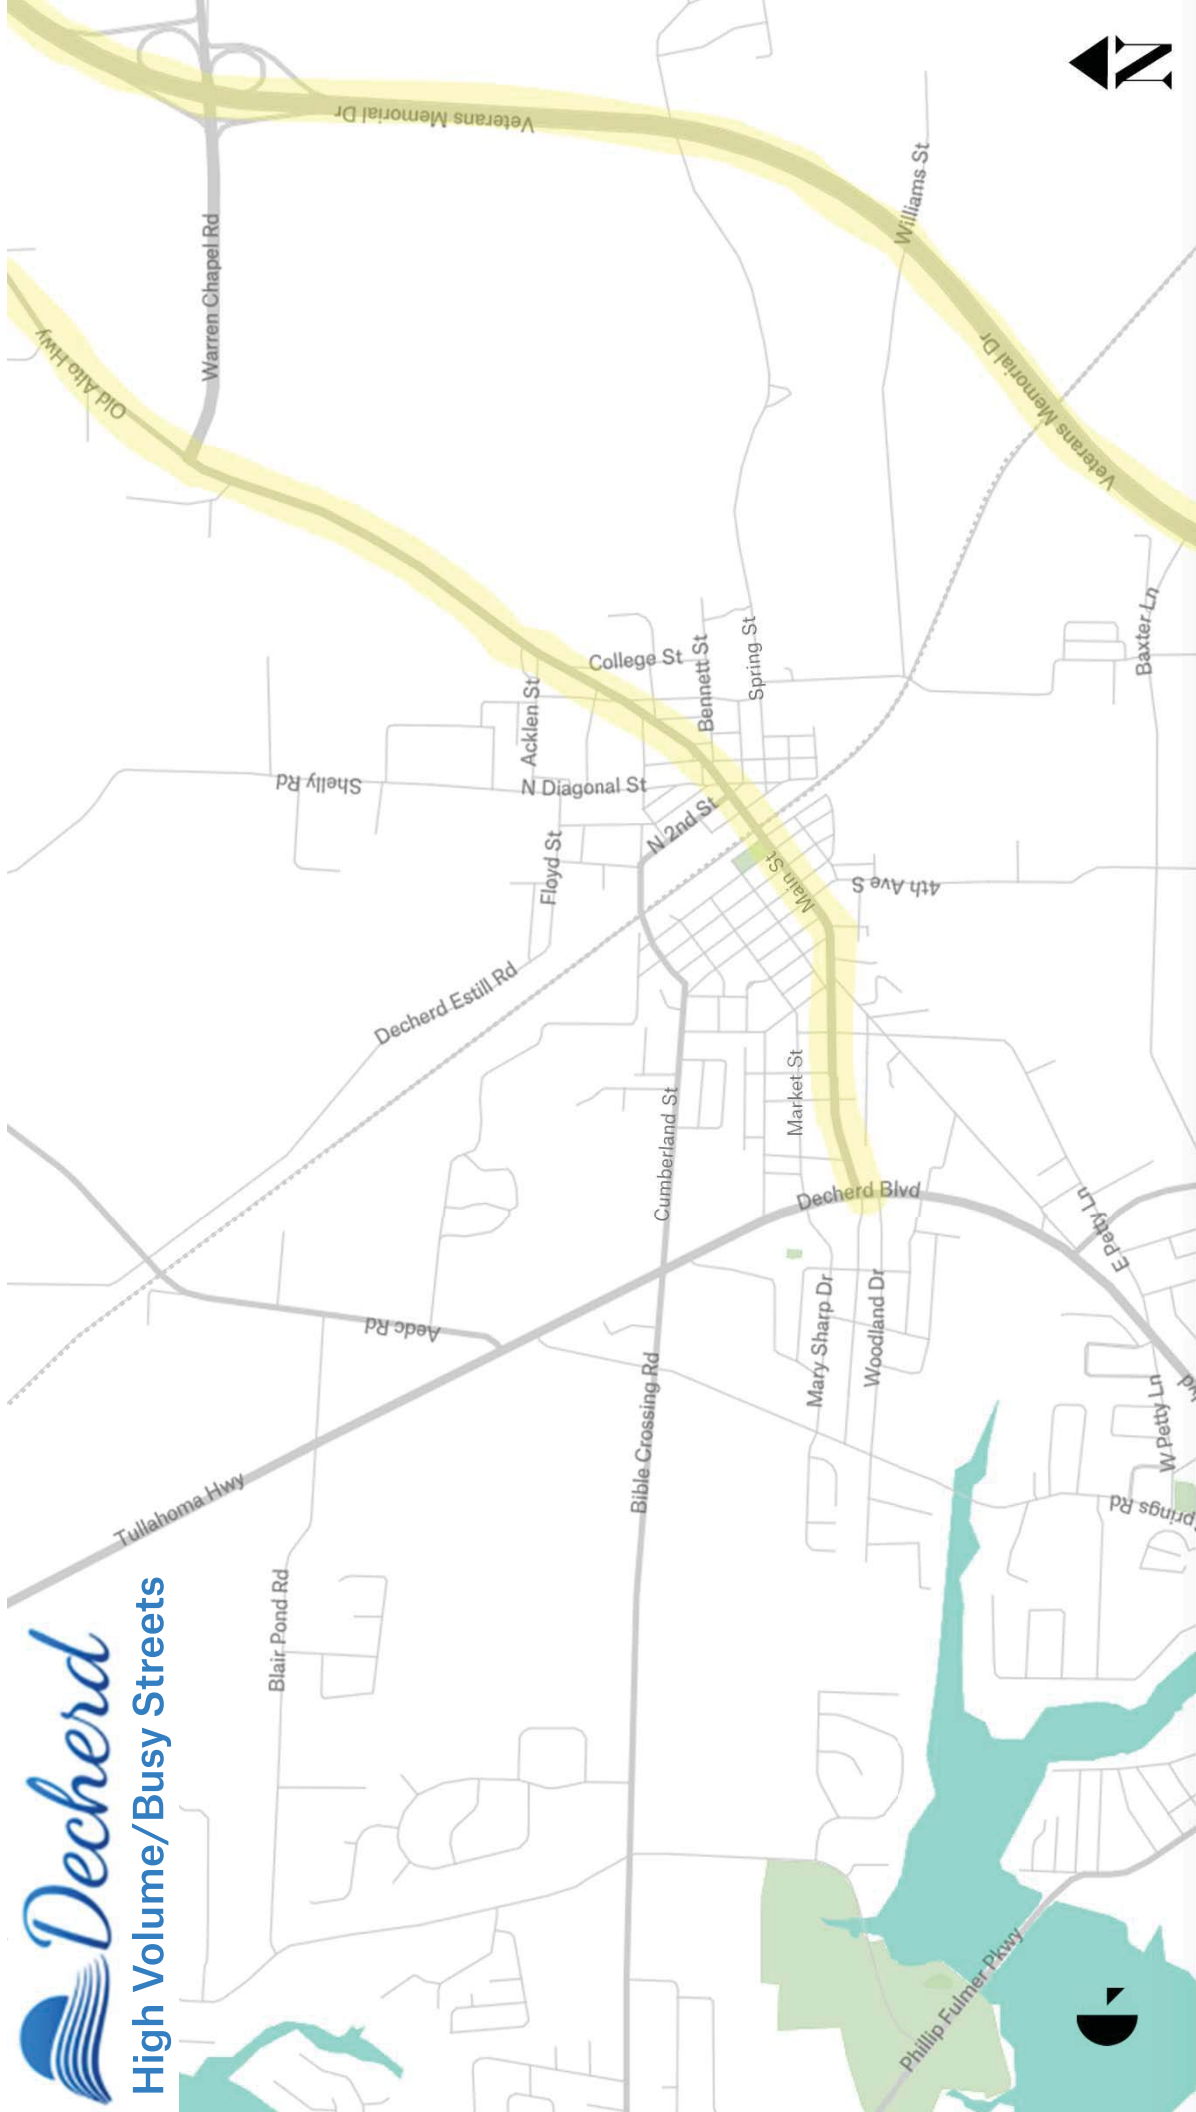 Decherd
High Volume/Busy Streets
N
Tullahoma Hwy
Blair Pond Rd
Aedc Rd
Decherd Estill Rd
Shelly Rd
Old Alto Hwy
Warren Chapel Rd
Veterans Memorial Dr
Acklen St
N Diagonal St
Floyd St
College St
Bennett St
Spring St
N 2nd St
Main St
4th Ave S
Cumberland St
Market St
Decherd Blvd
Bible Crossing Rd
Mary Sharp Dr
Woodland Dr
E Petty Ln
W Petty Ln
Springs Rd
Baxter Ln
Williams St
Veterans Memorial Dr
Phillip Fulmer Pkwy